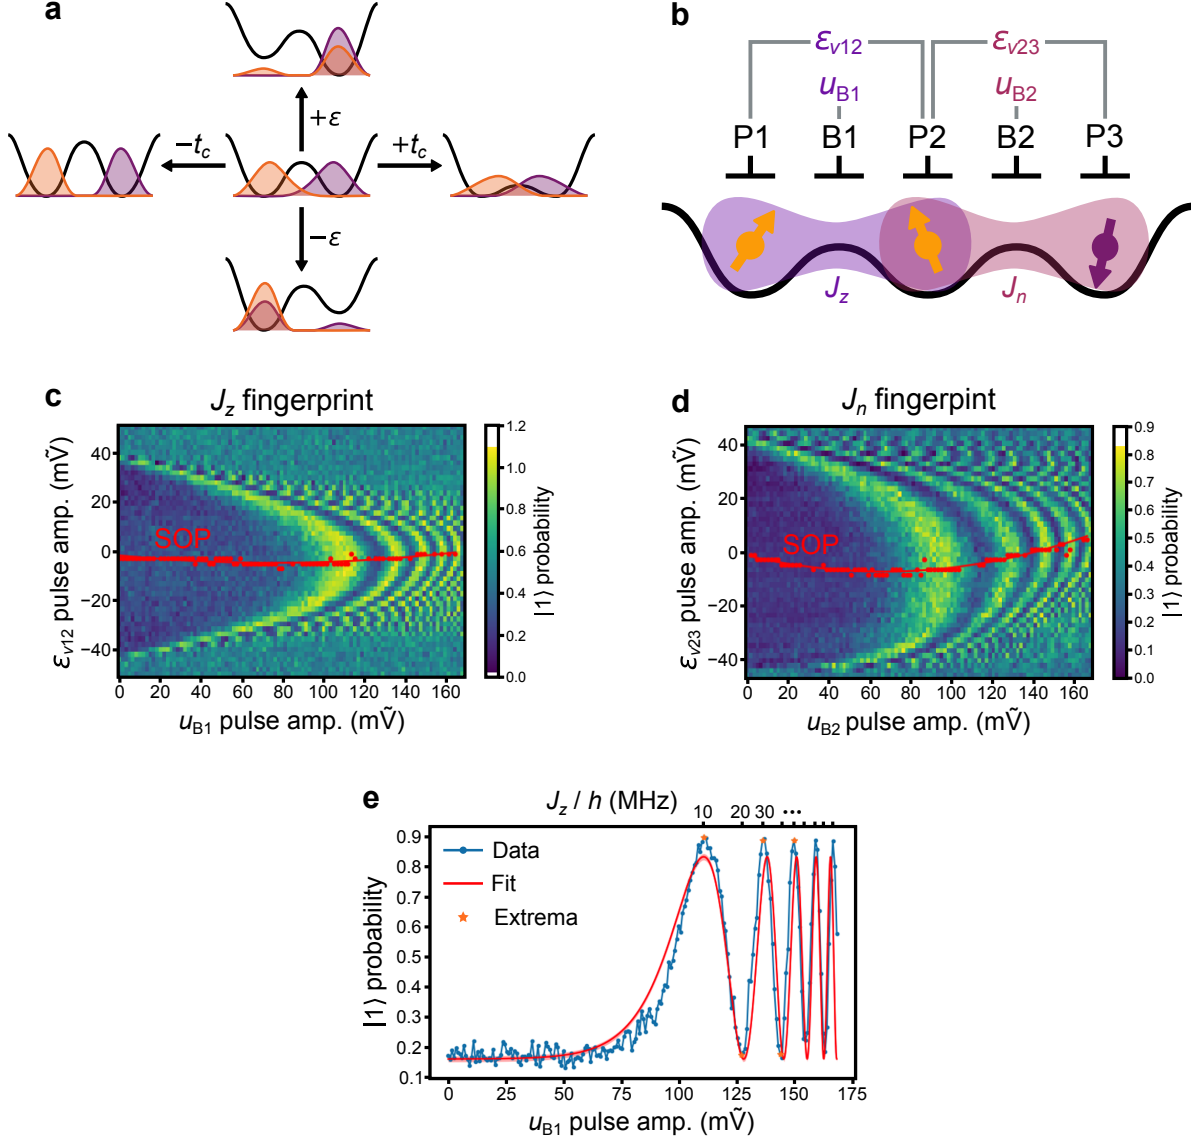 a
+ε
−t_c
+t_c
−ε
b
ε_v12
ε_v23
u_B1
u_B2
P1
B1
P2
B2
P3
J_z
J_n
c
J_z fingerprint
ε_v12 pulse amp. (mṼ)
40
20
0
−20
−40
SOP
0 20 40 60 80 100 120 140 160
u_B1 pulse amp. (mṼ)
1.2
1.0
0.8
0.6
0.4
0.2
0.0
|1⟩ probability
d
J_n fingerpint
ε_v23 pulse amp. (mṼ)
40
20
0
−20
−40
SOP
0 20 40 60 80 100 120 140 160
u_B2 pulse amp. (mṼ)
0.9
0.8
0.7
0.6
0.5
0.4
0.3
0.2
0.1
0.0
|1⟩ probability
e
J_z / h (MHz)
10 20 30 •••
|1⟩ probability
0.9
0.8
0.7
0.6
0.5
0.4
0.3
0.2
0.1
Data
Fit
Extrema
0 25 50 75 100 125 150 175
u_B1 pulse amp. (mṼ)